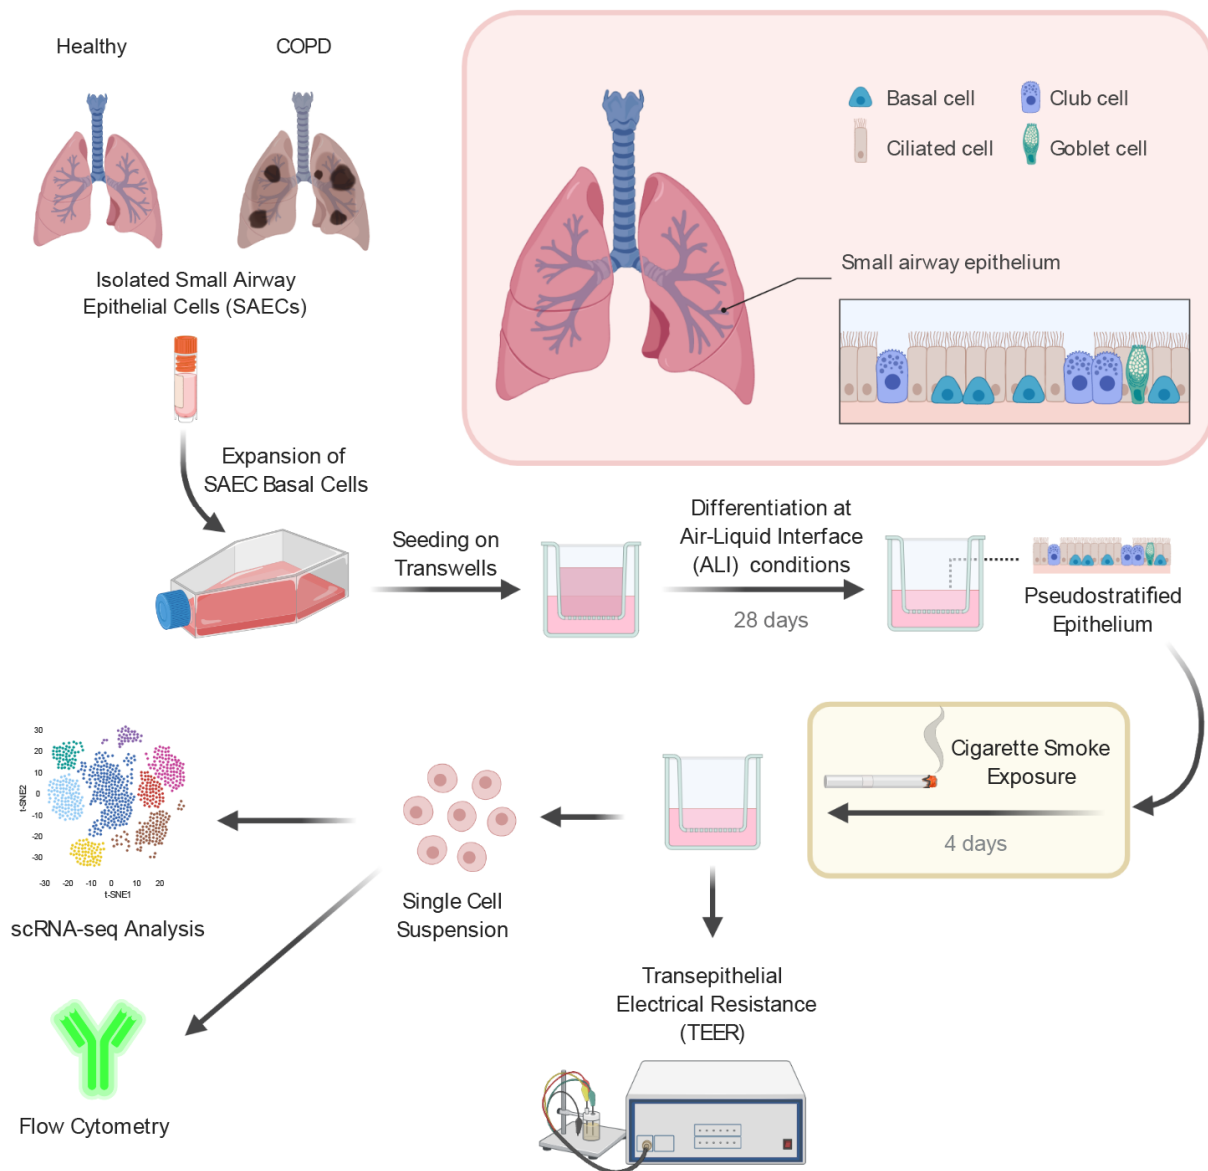 Healthy
COPD
Basal cell
Club cell
Ciliated cell
Goblet cell
Small airway epithelium
Isolated Small Airway
Epithelial Cells (SAECs)
Expansion of
SAEC Basal Cells
Seeding on
Transwells
Differentiation at
Air-Liquid Interface
(ALI) conditions
28 days
Pseudostratified
Epithelium
Cigarette Smoke
Exposure
4 days
Single Cell
Suspension
30
20
10
0
-10
-20
-30
t-SNE2
-30 -20 -10 0 10 20
t-SNE1
scRNA-seq Analysis
Flow Cytometry
Transepithelial
Electrical Resistance
(TEER)